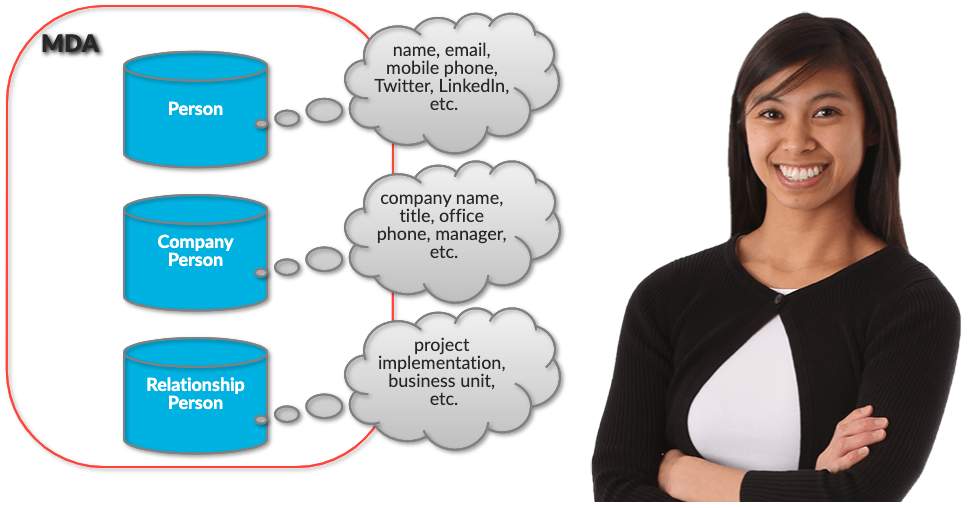 MDA
Person
name, email,
mobile phone,
Twitter, LinkedIn,
etc.
Company
Person
company name,
title, office
phone, manager,
etc.
Relationship
Person
project
implementation,
business unit,
etc.